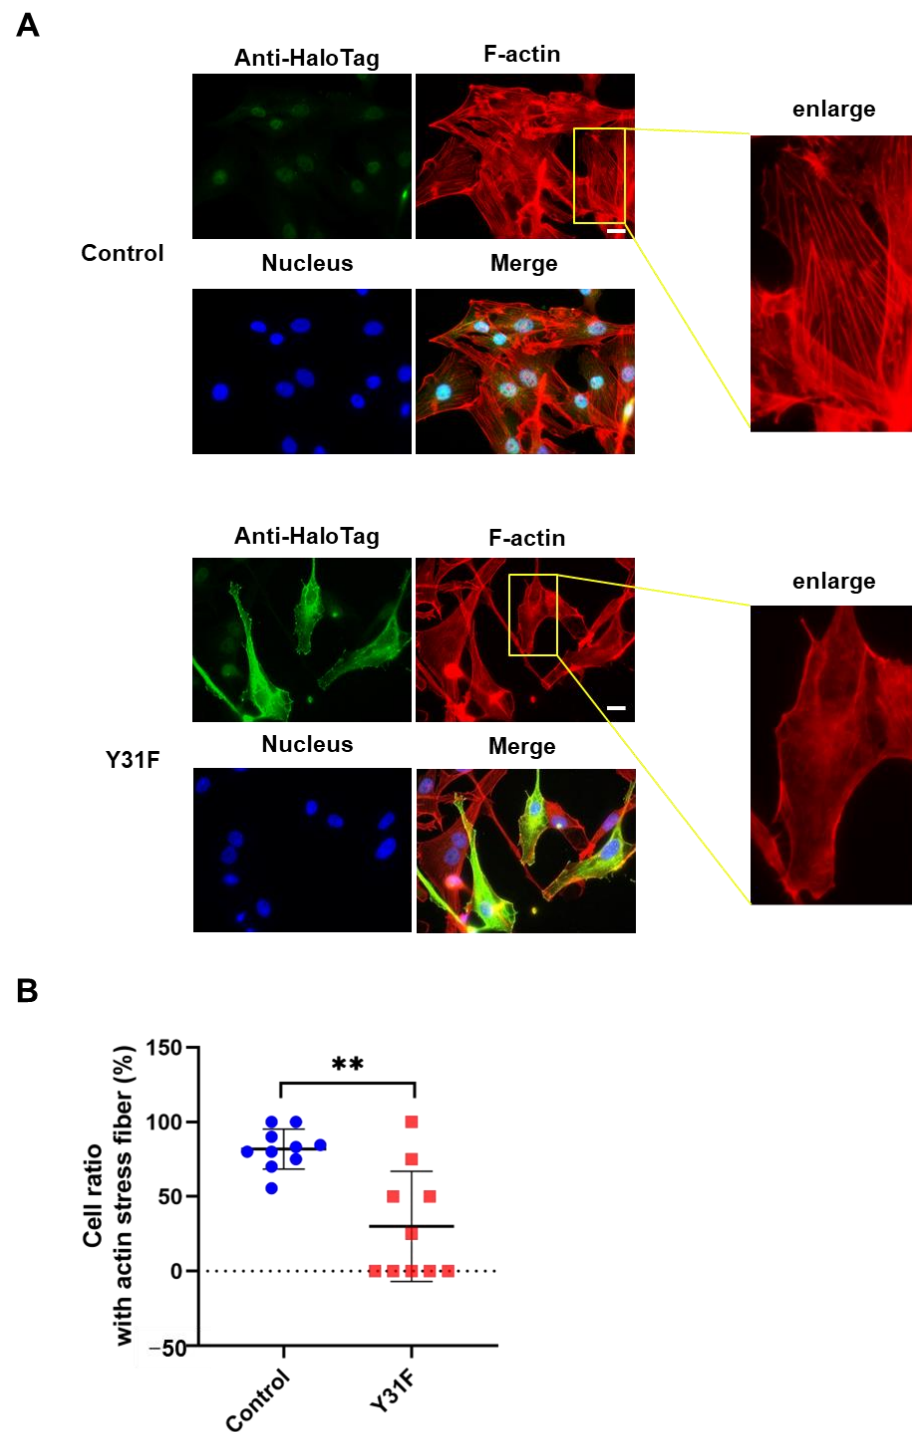 A
Anti-HaloTag
F-actin
enlarge
Control
Nucleus
Merge
Anti-HaloTag
F-actin
enlarge
Y31F
Nucleus
Merge
B
Cell ratio
with actin stress fiber (%)
150
**
100
50
0
−50
Control
Y31F